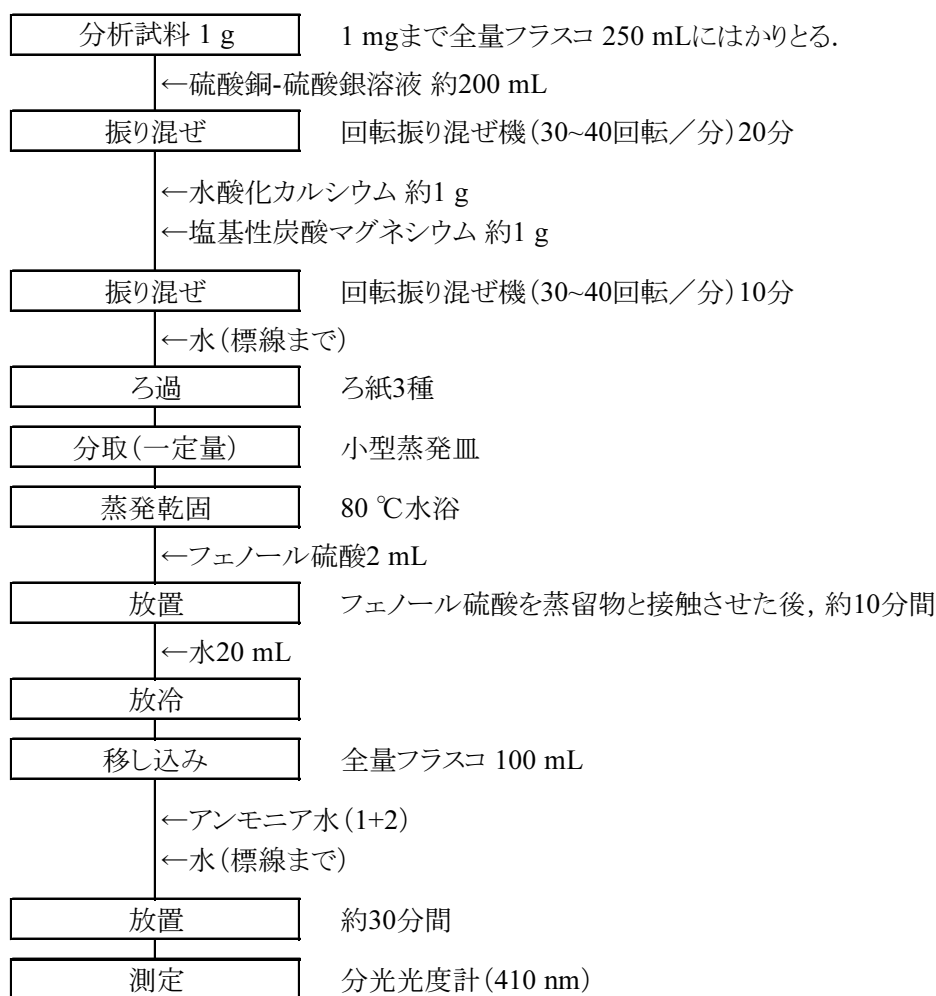 分析試料 1 g 1 mgまで全量フラスコ 250 mLにはかりとる.
←硫酸銅-硫酸銀溶液 約200 mL
振り混ぜ 回転振り混ぜ機(30~40回転／分)20分
←水酸化カルシウム 約1 g
←塩基性炭酸マグネシウム 約1 g
振り混ぜ 回転振り混ぜ機(30~40回転／分)10分
←水(標線まで)
ろ過 ろ紙3種
分取(一定量) 小型蒸発皿
蒸発乾固 80 ℃水浴
←フェノール硫酸2 mL
放置 フェノール硫酸を蒸留物と接触させた後, 約10分間
←水20 mL
放冷
移し込み 全量フラスコ 100 mL
←アンモニア水(1+2)
←水(標線まで)
放置 約30分間
測定 分光光度計(410 nm)